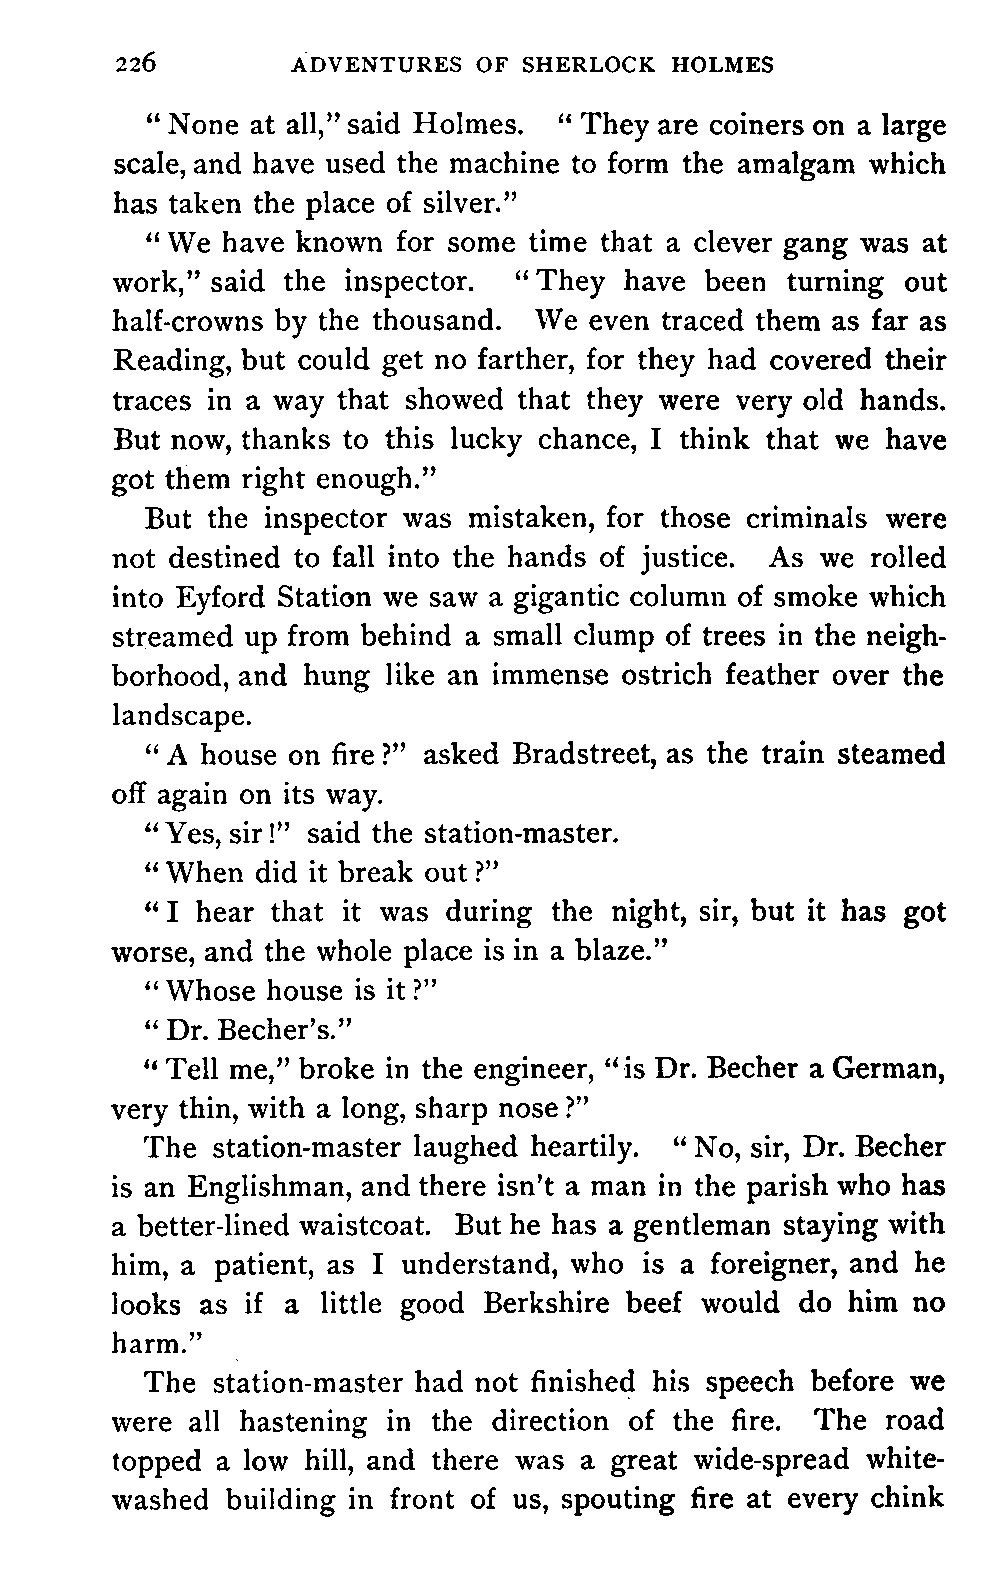 226 ADVENTURES OF SHERLOCK HOLMES
"None at all," said Holmes. "They are coiners on a large
scale, and have used the machine to form the amalgam which
has taken the place of silver."
"We have known for some time that a clever gang was at
work," said the inspector. "They have been turning out
half-crowns by the thousand. We even traced them as far as
Reading, but could get no farther, for they had covered their
traces in a way that showed that they were very old hands.
But now, thanks to this lucky chance, I think that we have
got them right enough."
But the inspector was mistaken, for those criminals were
not destined to fall into the hands of justice. As we rolled
into Eyford Station we saw a gigantic column of smoke which
streamed up from behind a small clump of trees in the neigh-
borhood, and hung like an immense ostrich feather over the
landscape.
"A house on fire?" asked Bradstreet, as the train steamed
off again on its way.
"Yes, sir!" said the station-master.
"When did it break out?"
"I hear that it was during the night, sir, but it has got
worse, and the whole place is in a blaze."
"Whose house is it?"
"Dr. Becher's."
"Tell me," broke in the engineer, "is Dr. Becher a German,
very thin, with a long, sharp nose?"
The station-master laughed heartily. "No, sir, Dr. Becher
is an Englishman, and there isn't a man in the parish who has
a better-lined waistcoat. But he has a gentleman staying with
him, a patient, as I understand, who is a foreigner, and he
looks as if a little good Berkshire beef would do him no
harm."
The station-master had not finished his speech before we
were all hastening in the direction of the fire. The road
topped a low hill, and there was a great wide-spread white-
washed building in front of us, spouting fire at every chink